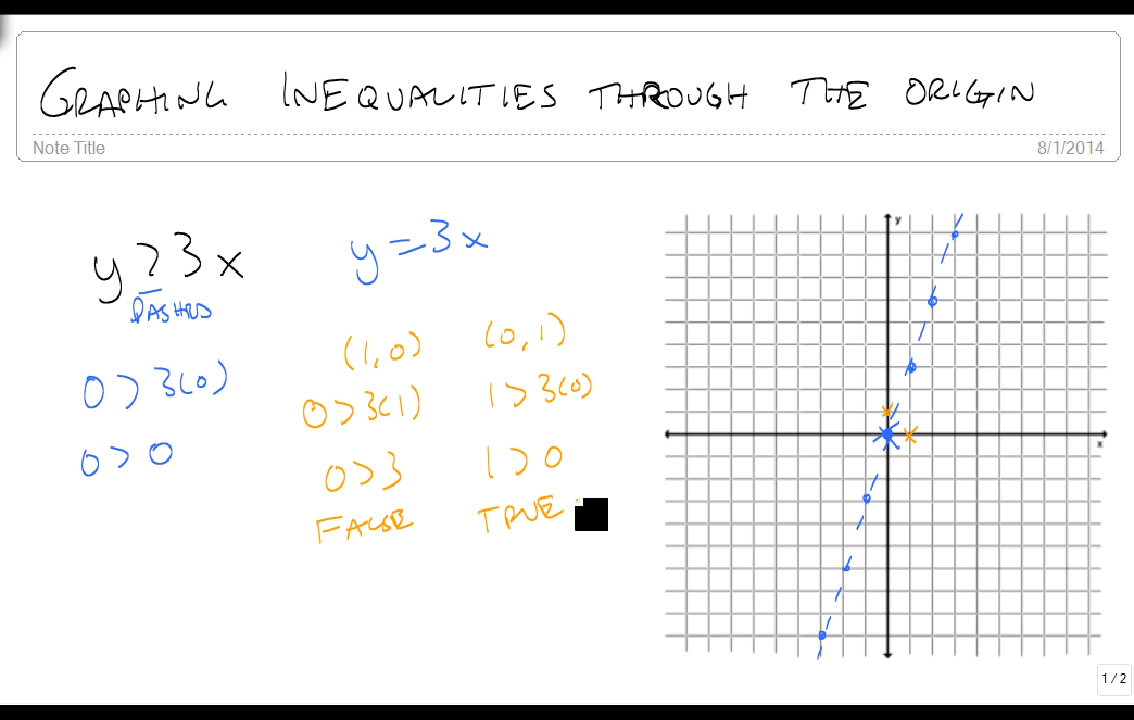 GRAPHING INEQUALITIES THROUGH THE ORIGIN
Note Title
8/1/2014
y > 3x
DASHED
0 > 3(0)
0 > 0
y = 3x
(1, 0)
0 > 3(1)
0 > 3
FALSE
(0, 1)
1 > 3(0)
1 > 0
TRUE
y
x
1 / 2